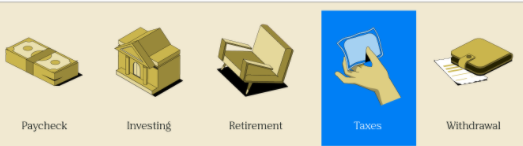 Paycheck Investing Retirement Taxes Withdrawal